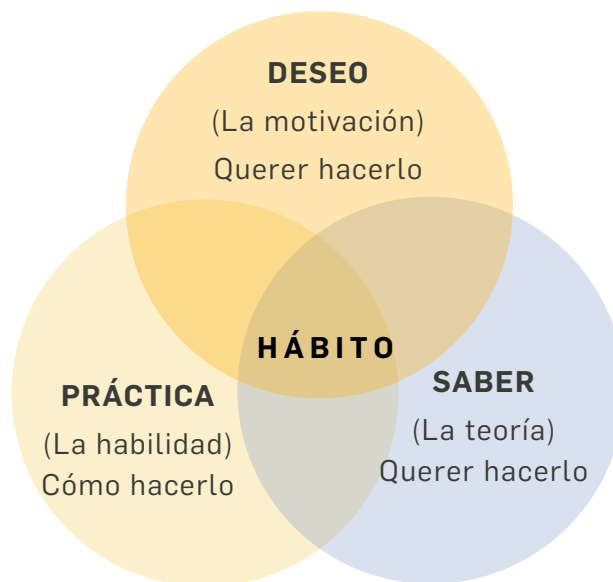 DESEO
(La motivación)
Querer hacerlo
HÁBITO
PRÁCTICA
(La habilidad)
Cómo hacerlo
SABER
(La teoría)
Querer hacerlo